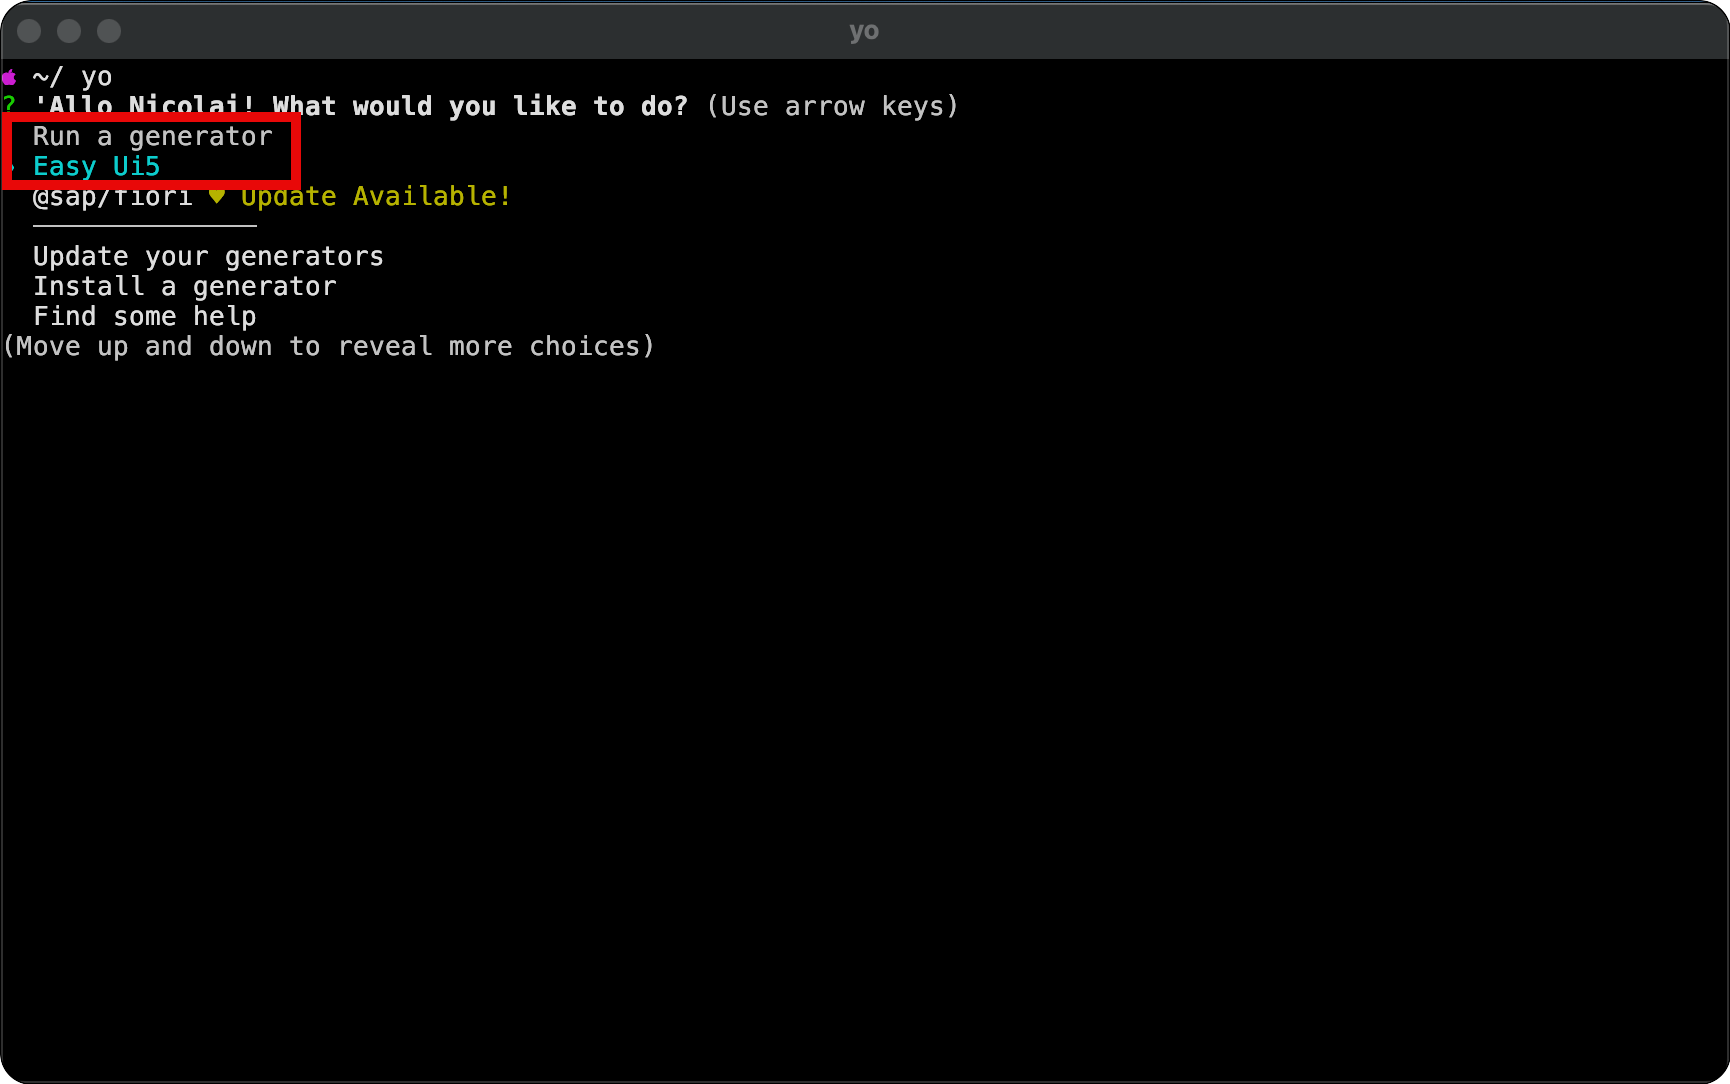 yo
~/ yo
? 'Allo Nicolai! What would you like to do? (Use arrow keys)
Run a generator
Easy Ui5
@sap/fiori ♥ Update Available!
──────────────
Update your generators
Install a generator
Find some help
(Move up and down to reveal more choices)